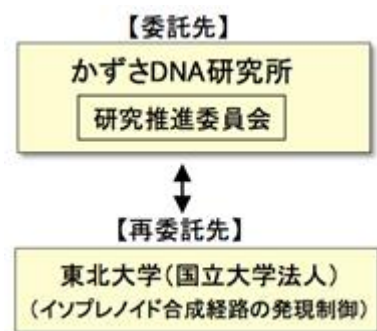 【委託先】
かずさDNA研究所
研究推進委員会
【再委託先】
東北大学(国立大学法人)
(イソプレノイド合成経路の発現制御)